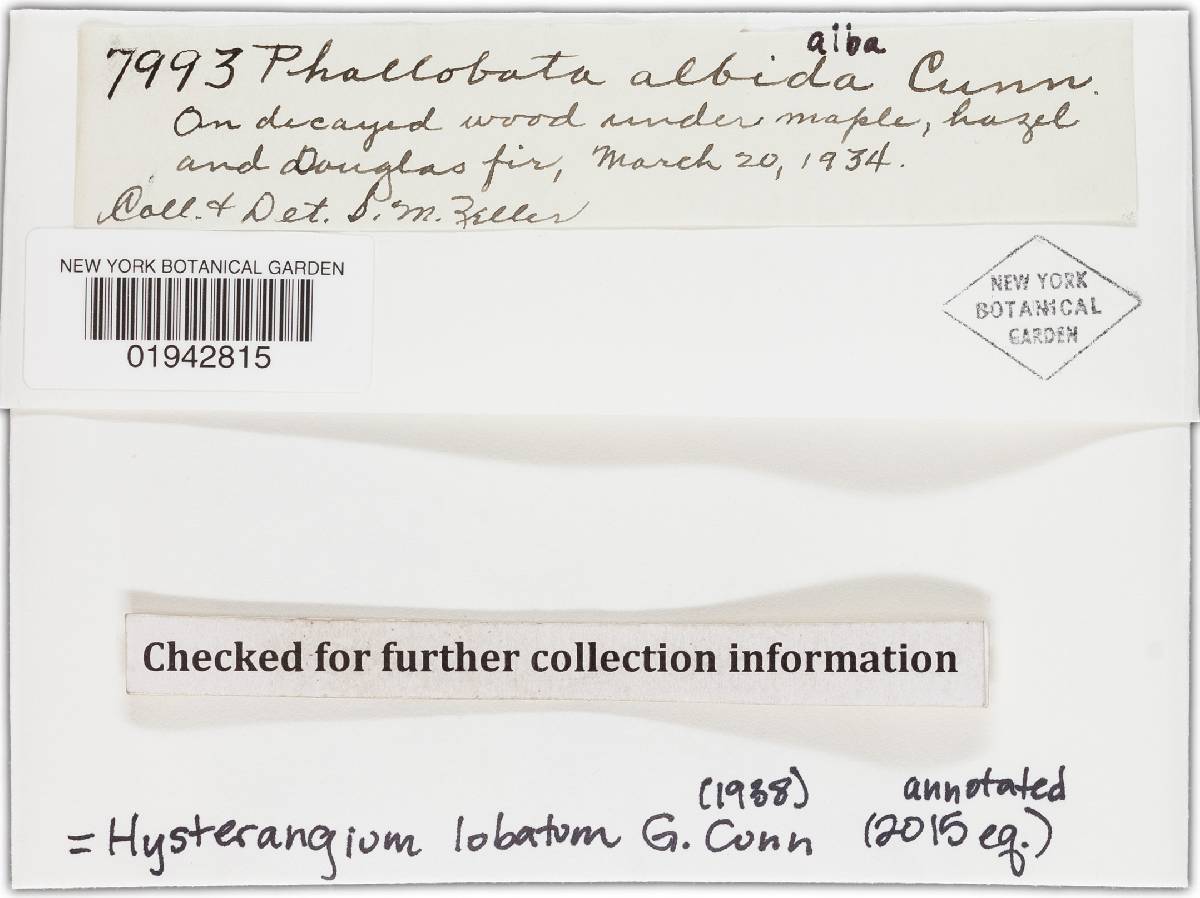 alba
7993 Phallobata albida Cunn.
On decayed wood under maple, hazel
and Douglas fir, March 20, 1934.
Coll. & Det. S. M. Zeller
NEW YORK BOTANICAL GARDEN
01942815
NEW YORK
BOTANICAL
GARDEN
Checked for further collection information
(1938) annotated
= Hysterangium lobatum G. Cunn (2015 eq.)